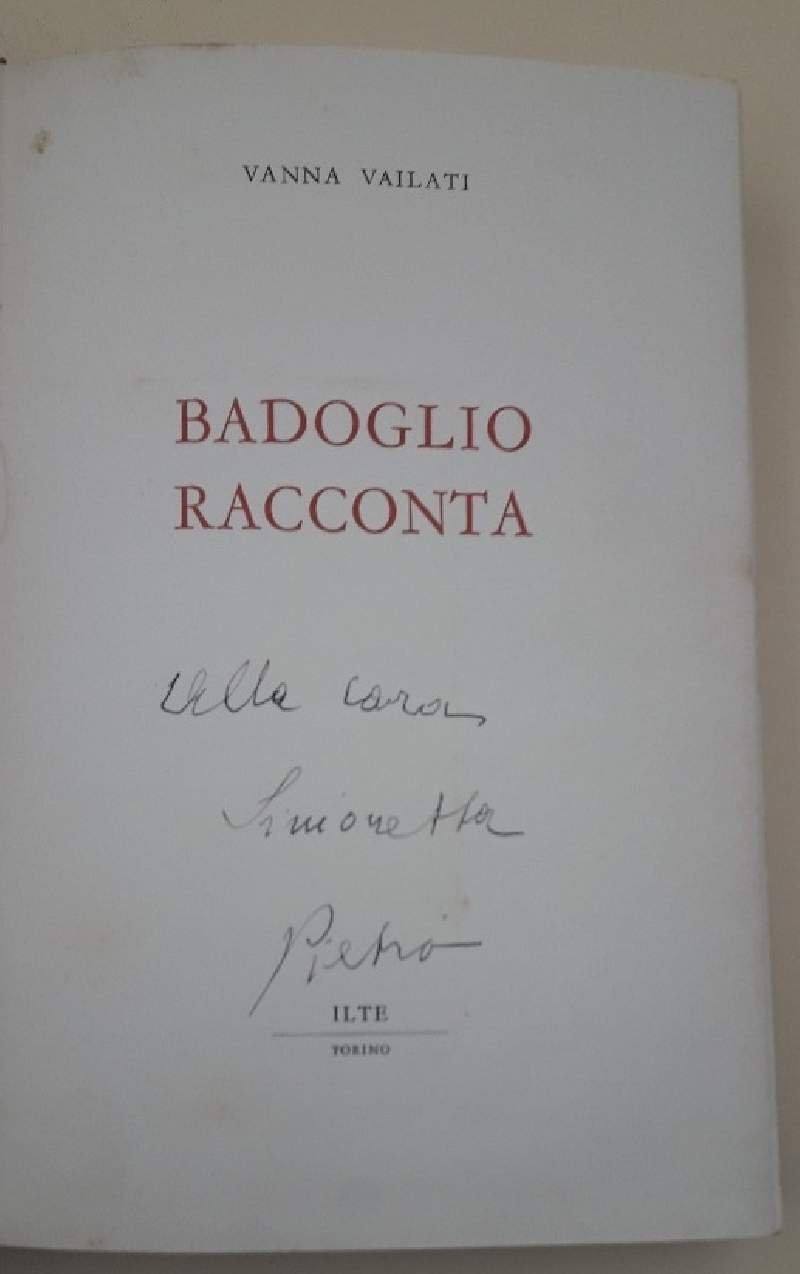 VANNA VAILATI
BADOGLIO
RACCONTA
Alla cara
Simonetta
Pietro
ILTE
TORINO